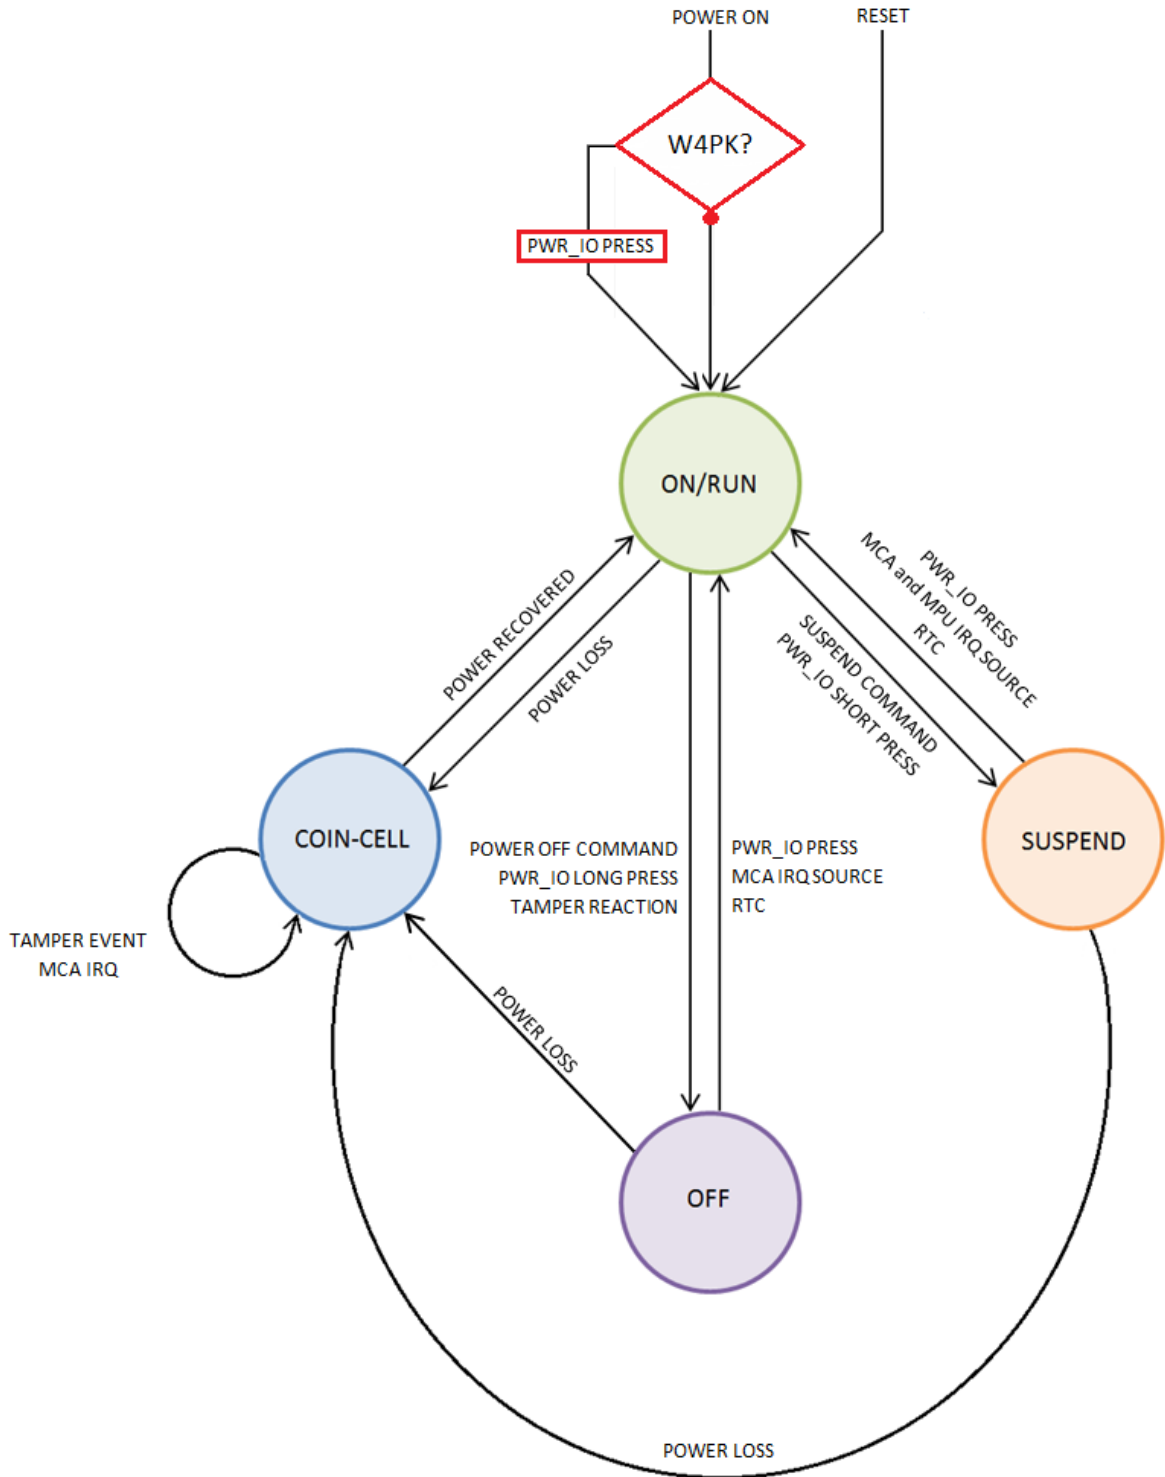 POWER ON
RESET
W4PK?
PWR_IO PRESS
ON/RUN
POWER RECOVERED
POWER LOSS
PWR_IO PRESS
MCA and MPU IRQ SOURCE
RTC
SUSPEND COMMAND
PWR_IO SHORT PRESS
COIN-CELL
SUSPEND
POWER OFF COMMAND
PWR_IO LONG PRESS
TAMPER REACTION
PWR_IO PRESS
MCA IRQ SOURCE
RTC
TAMPER EVENT
MCA IRQ
POWER LOSS
OFF
POWER LOSS